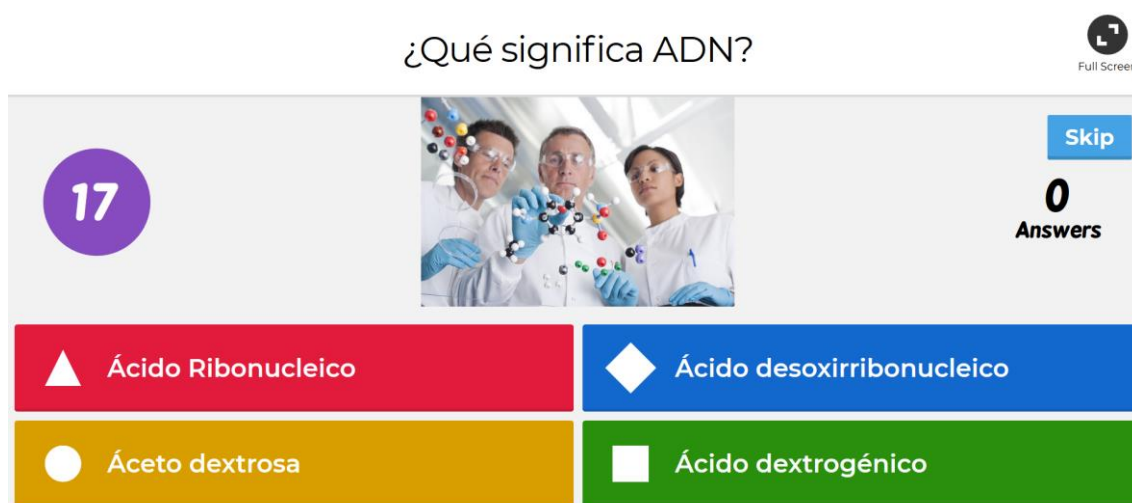 ¿Qué significa ADN?
Full Screen
17
Skip
0
Answers
Ácido Ribonucleico
Ácido desoxirribonucleico
Áceto dextrosa
Ácido dextrogénico